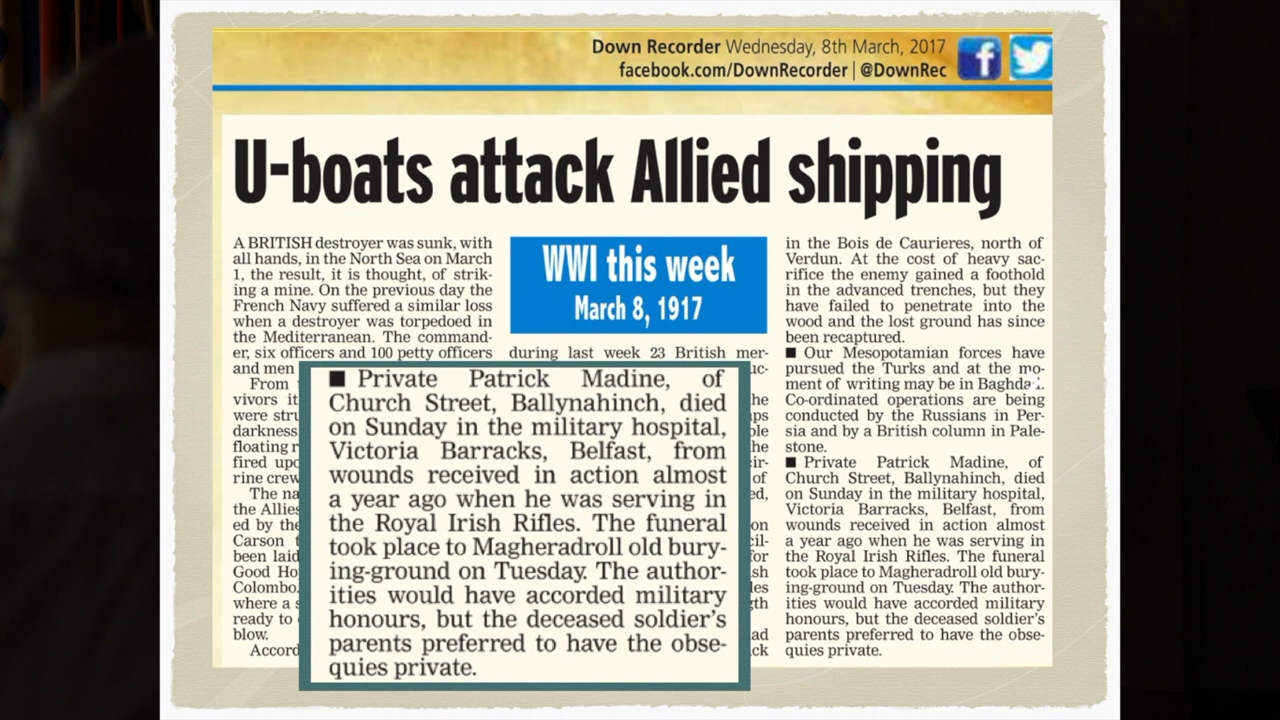 Down Recorder Wednesday, 8th March, 2017
facebook.com/DownRecorder | @DownRec
U-boats attack Allied shipping
A BRITISH destroyer was sunk, with
all hands, in the North Sea on March
1, the result, it is thought, of strik-
ing a mine. On the previous day the
French Navy suffered a similar loss
when a destroyer was torpedoed in
the Mediterranean. The command-
er, six officers and 100 petty officers
and men
From
vivors it
were stru
darkness
floating r
fired upo
rine crew
The na
the Allies
ed by the
Carson t
been laid
Good Ho
Colombo.
where a s
ready to
blow.
Accord
WWI this week
March 8, 1917
during last week 23 British mer-
■ Private Patrick Madine, of
Church Street, Ballynahinch, died
on Sunday in the military hospital,
Victoria Barracks, Belfast, from
wounds received in action almost
a year ago when he was serving in
the Royal Irish Rifles. The funeral
took place to Magheradroll old bury-
ing-ground on Tuesday. The author-
ities would have accorded military
honours, but the deceased soldier's
parents preferred to have the obse-
quies private.
in the Bois de Caurieres, north of
Verdun. At the cost of heavy sac-
rifice the enemy gained a foothold
in the advanced trenches, but they
have failed to penetrate into the
wood and the lost ground has since
been recaptured.
■ Our Mesopotamian forces have
pursued the Turks and at the mo-
ment of writing may be in
Co-ordinated operations are being
conducted by the Russians in Per-
sia and by a British column in Pale-
stone.
■ Private Patrick Madine, of
Church Street, Ballynahinch, died
on Sunday in the military hospital,
Victoria Barracks, Belfast, from
wounds received in action almost
a year ago when he was serving in
the Royal Irish Rifles. The funeral
took place to Magheradroll old bury-
ing-ground on Tuesday. The author-
ities would have accorded military
honours, but the deceased soldier's
parents preferred to have the obse-
quies private.